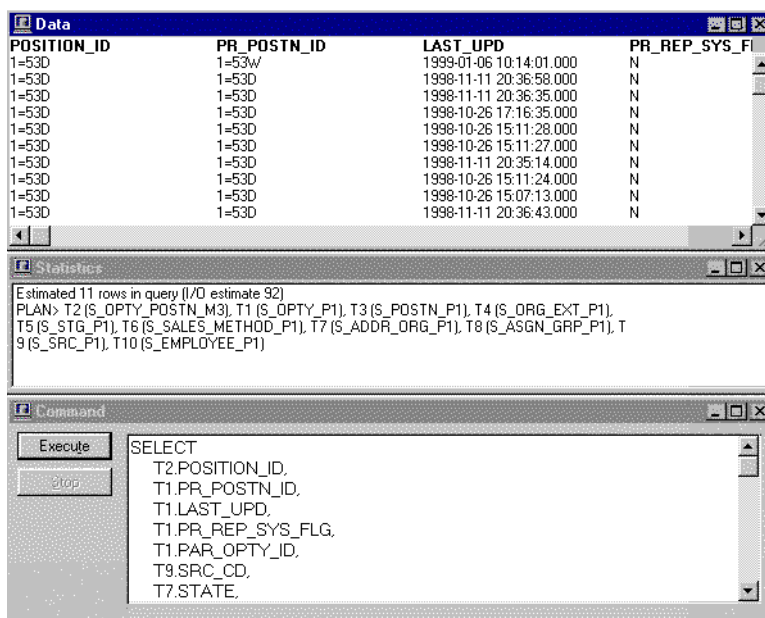 Data
POSITION_ID PR_POSTN_ID LAST_UPD PR_REP_SYS_Fl
1=53D 1=53W 1999-01-06 10:14:01.000 N
1=53D 1=53D 1998-11-11 20:36:58.000 N
1=53D 1=53D 1998-11-11 20:36:35.000 N
1=53D 1=53D 1998-10-26 17:16:35.000 N
1=53D 1=53D 1998-10-26 15:11:28.000 N
1=53D 1=53D 1998-10-26 15:11:27.000 N
1=53D 1=53D 1998-11-11 20:35:14.000 N
1=53D 1=53D 1998-10-26 15:11:24.000 N
1=53D 1=53D 1998-10-26 15:07:13.000 N
1=53D 1=53D 1998-11-11 20:36:43.000 N
Statistics
Estimated 11 rows in query (I/O estimate 92)
PLAN> T2 (S_OPTY_POSTN_M3), T1 (S_OPTY_P1), T3 (S_POSTN_P1), T4 (S_ORG_EXT_P1),
T5 (S_STG_P1), T6 (S_SALES_METHOD_P1), T7 (S_ADDR_ORG_P1), T8 (S_ASGN_GRP_P1), T
9 (S_SRC_P1), T10 (S_EMPLOYEE_P1)
Command
Execute
Stop
SELECT
T2.POSITION_ID,
T1.PR_POSTN_ID,
T1.LAST_UPD,
T1.PR_REP_SYS_FLG,
T1.PAR_OPTY_ID,
T9.SRC_CD,
T7.STATE,